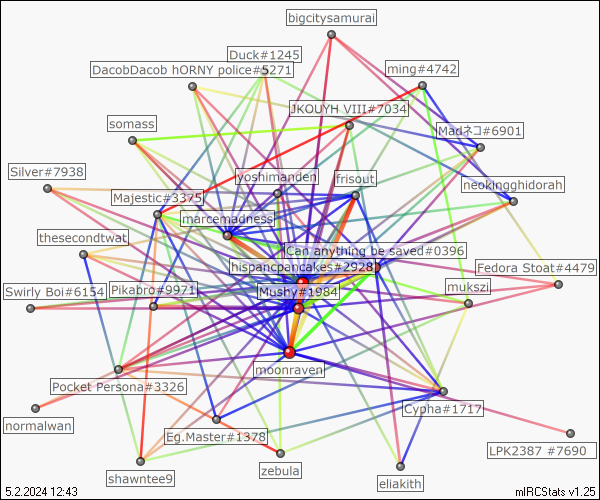 bigcitysamurai
Duck#1245
DacobDacob hORNY police#5271
ming#4742
JKOUYH VIII#7034
somass
Madネコ#6901
Silver#7938
yoshimanden
frisout
neokingghidorah
Majestic#3375
marcemadness
thesecondtwat
Can anything be saved#0396
hispancpancakes#2928
Fedora Stoat#4479
Swirly Boi#6154
Pikabro#9971
Mushy#1984
mukszi
moonraven
Pocket Persona#3326
Cypha#1717
normalwan
Eg.Master#1378
LPK2387 #7690
zebula
shawntee9
eliakith
5.2.2024 12:43
mIRCStats v1.25